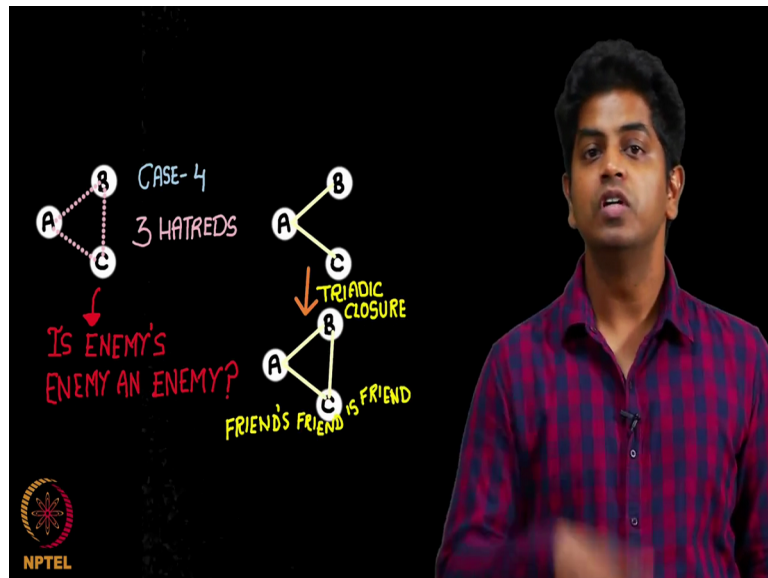 B
A
C
CASE-4
3 HATREDS
IS ENEMY'S
ENEMY AN ENEMY?
B
A
C
TRIADIC
CLOSURE
B
A
C
FRIEND'S FRIEND IS FRIEND
NPTEL